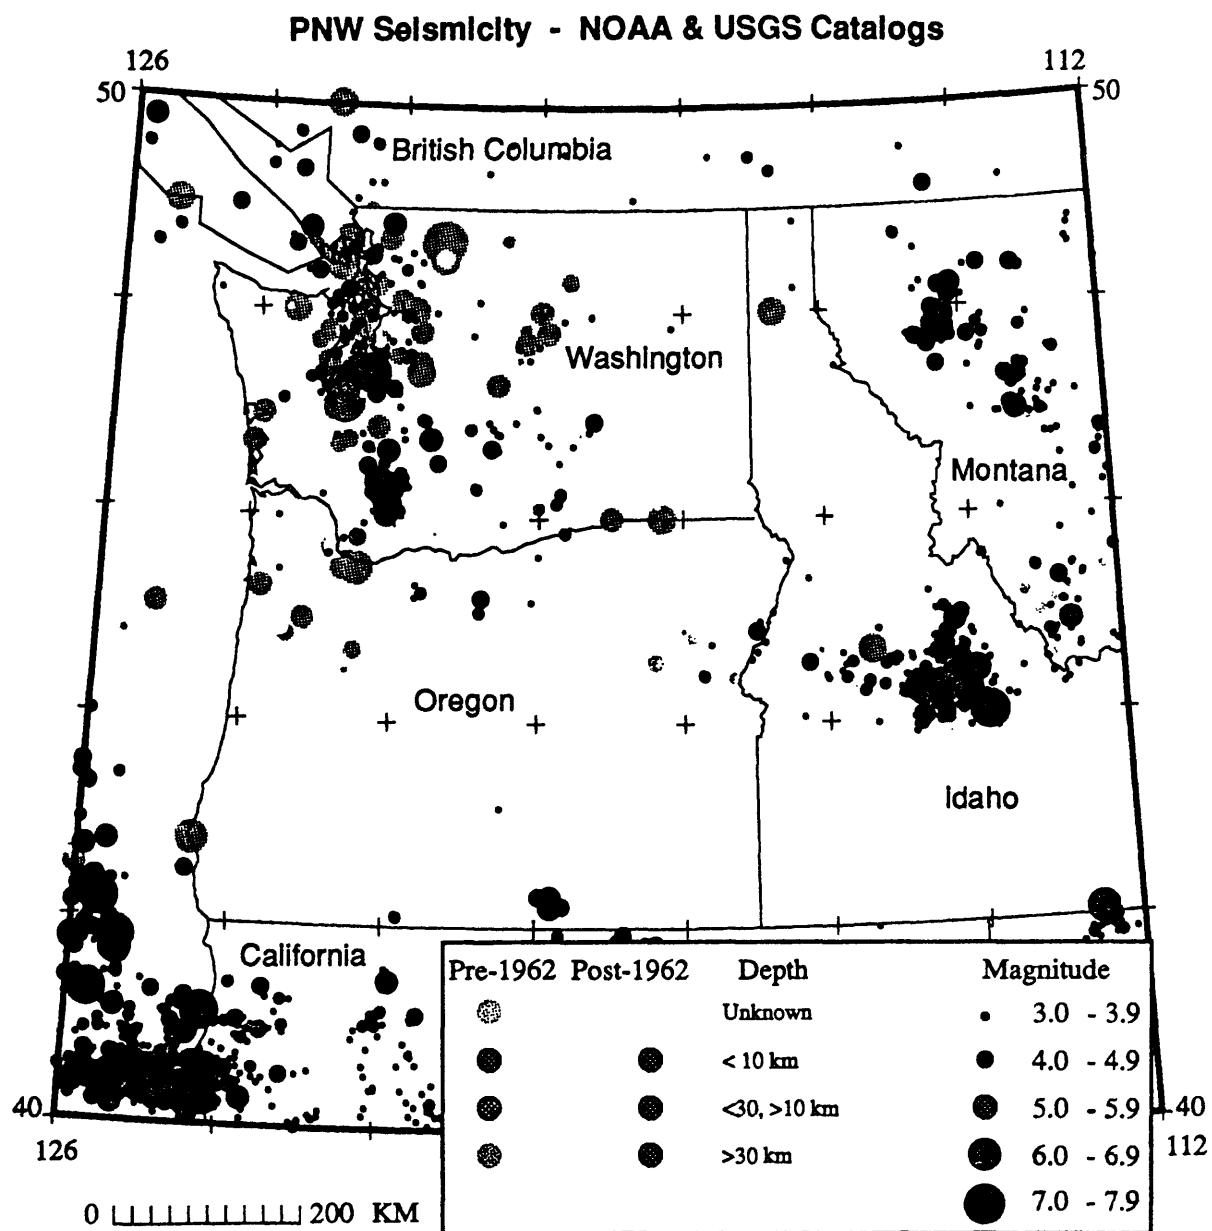 PNW Seismicity - NOAA & USGS Catalogs
126 112
50 50
British Columbia
Washington
Montana
Oregon
Idaho
California
Pre-1962 Post-1962 Depth Magnitude
Unknown 3.0 - 3.9
< 10 km 4.0 - 4.9
<30, >10 km 5.0 - 5.9
>30 km 6.0 - 6.9
7.0 - 7.9
40 40
126 112
0 200 KM